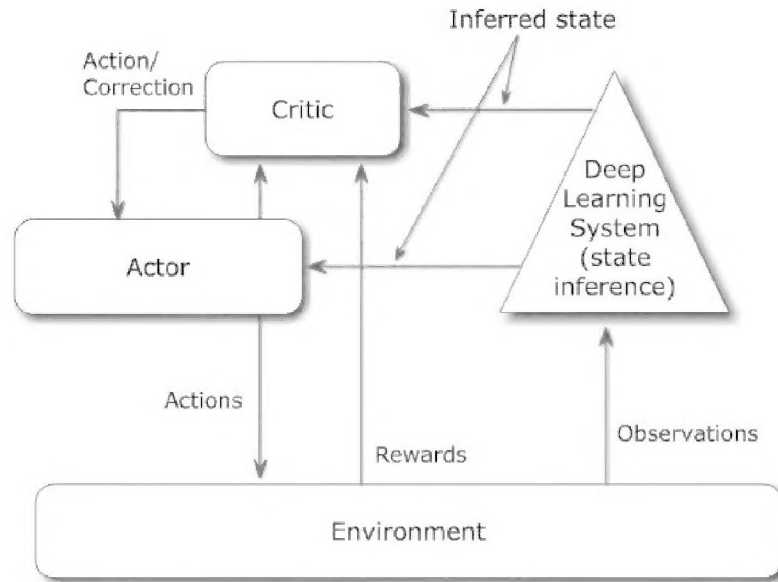 Inferred state
Action/
Correction
Critic
Deep
Learning
System
(state
inference)
Actor
Actions
Rewards
Observations
Environment